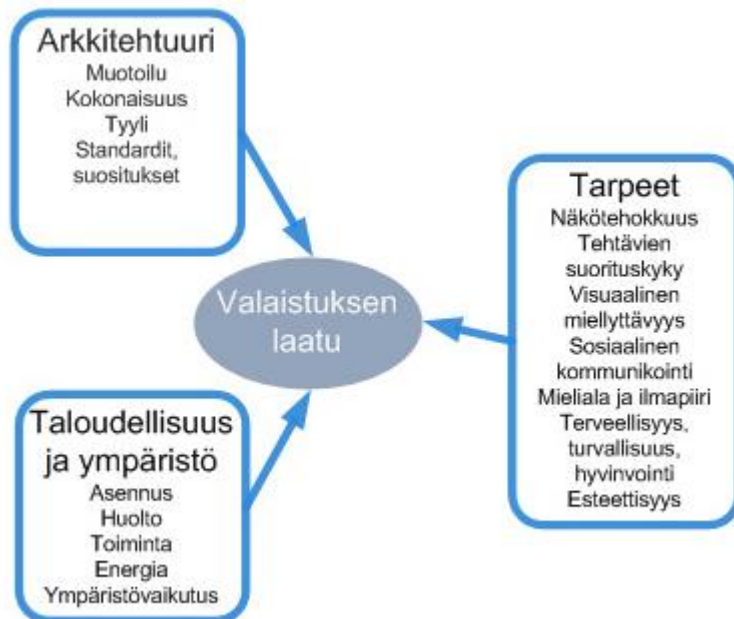 Arkkitehtuuri
Muotoilu
Kokonaisuus
Tyyli
Standardit,
suositukset
Tarpeet
Näkötehokkuus
Tehtävien
suorituskyky
Visuaalinen
miellyttävyys
Sosiaalinen
kommunikointi
Mieliala ja ilmapiiri
Terveellisyys,
turvallisuus,
hyvinvointi
Esteettisyys
Valaistuksen
laatu
Taloudellisuus
ja ympäristö
Asennus
Huolto
Toiminta
Energia
Ympäristövaikutus